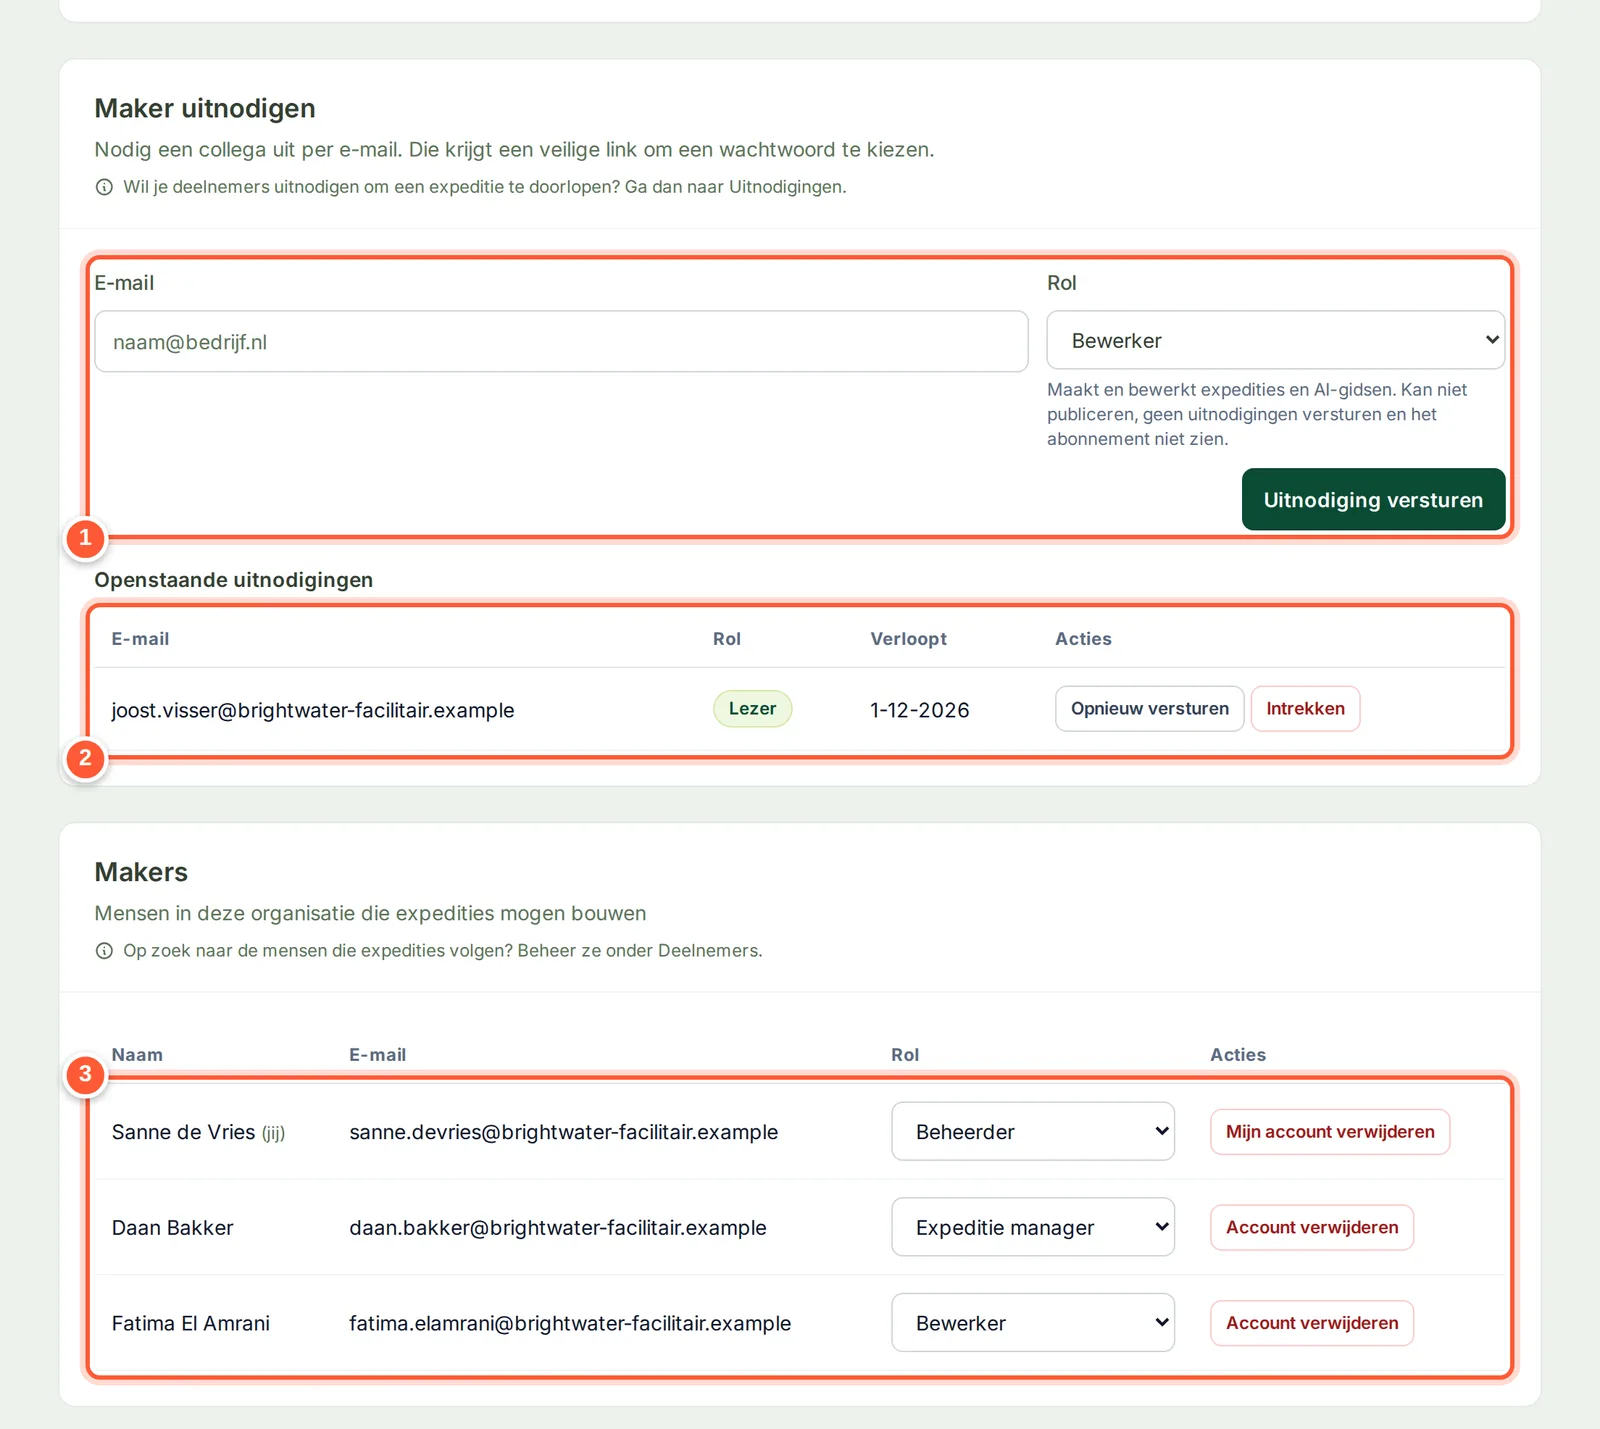 Maker uitnodigen
Nodig een collega uit per e-mail. Die krijgt een veilige link om een wachtwoord te kiezen.
Wil je deelnemers uitnodigen om een expeditie te doorlopen? Ga dan naar Uitnodigingen.
E-mail
Rol
naam@bedrijf.nl
Bewerker
Maakt en bewerkt expedities en AI-gidsen. Kan niet
publiceren, geen uitnodigingen versturen en het
abonnement niet zien.
Uitnodiging versturen
1
Openstaande uitnodigingen
E-mail Rol Verloopt Acties
joost.visser@brightwater-facilitair.example Lezer 1-12-2026 Opnieuw versturen Intrekken
2
Makers
Mensen in deze organisatie die expedities mogen bouwen
Op zoek naar de mensen die expedities volgen? Beheer ze onder Deelnemers.
Naam E-mail Rol Acties
3
Sanne de Vries (jij) sanne.devries@brightwater-facilitair.example Beheerder Mijn account verwijderen
Daan Bakker daan.bakker@brightwater-facilitair.example Expeditie manager Account verwijderen
Fatima El Amrani fatima.elamrani@brightwater-facilitair.example Bewerker Account verwijderen